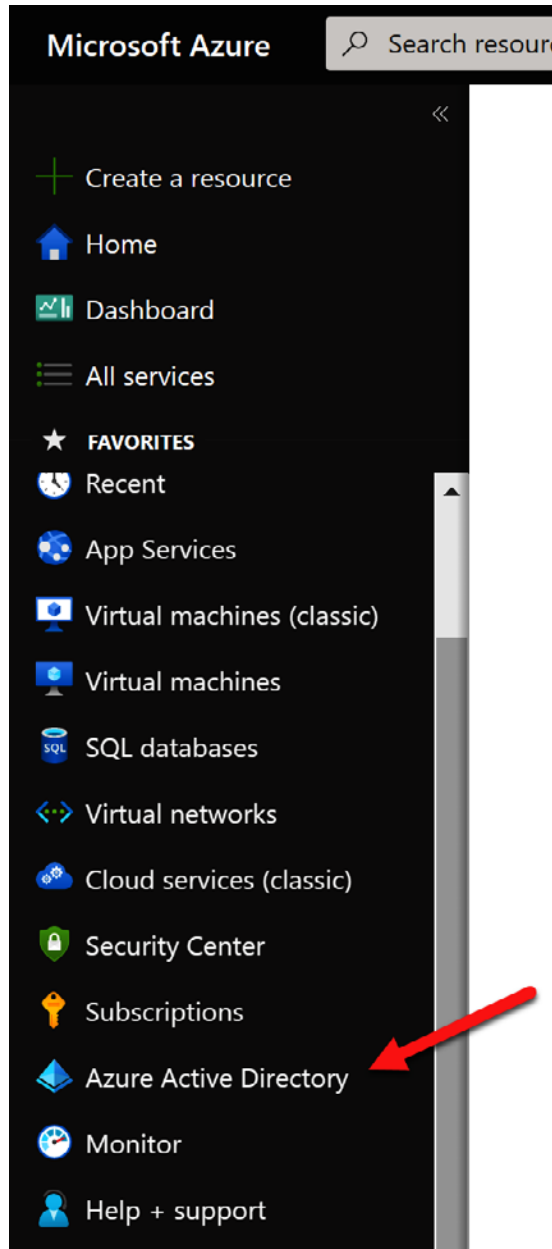 Microsoft Azure
Search resour
Create a resource
Home
Dashboard
All services
FAVORITES
Recent
App Services
Virtual machines (classic)
Virtual machines
SQL
SQL databases
Virtual networks
Cloud services (classic)
Security Center
Subscriptions
Azure Active Directory
Monitor
Help + support